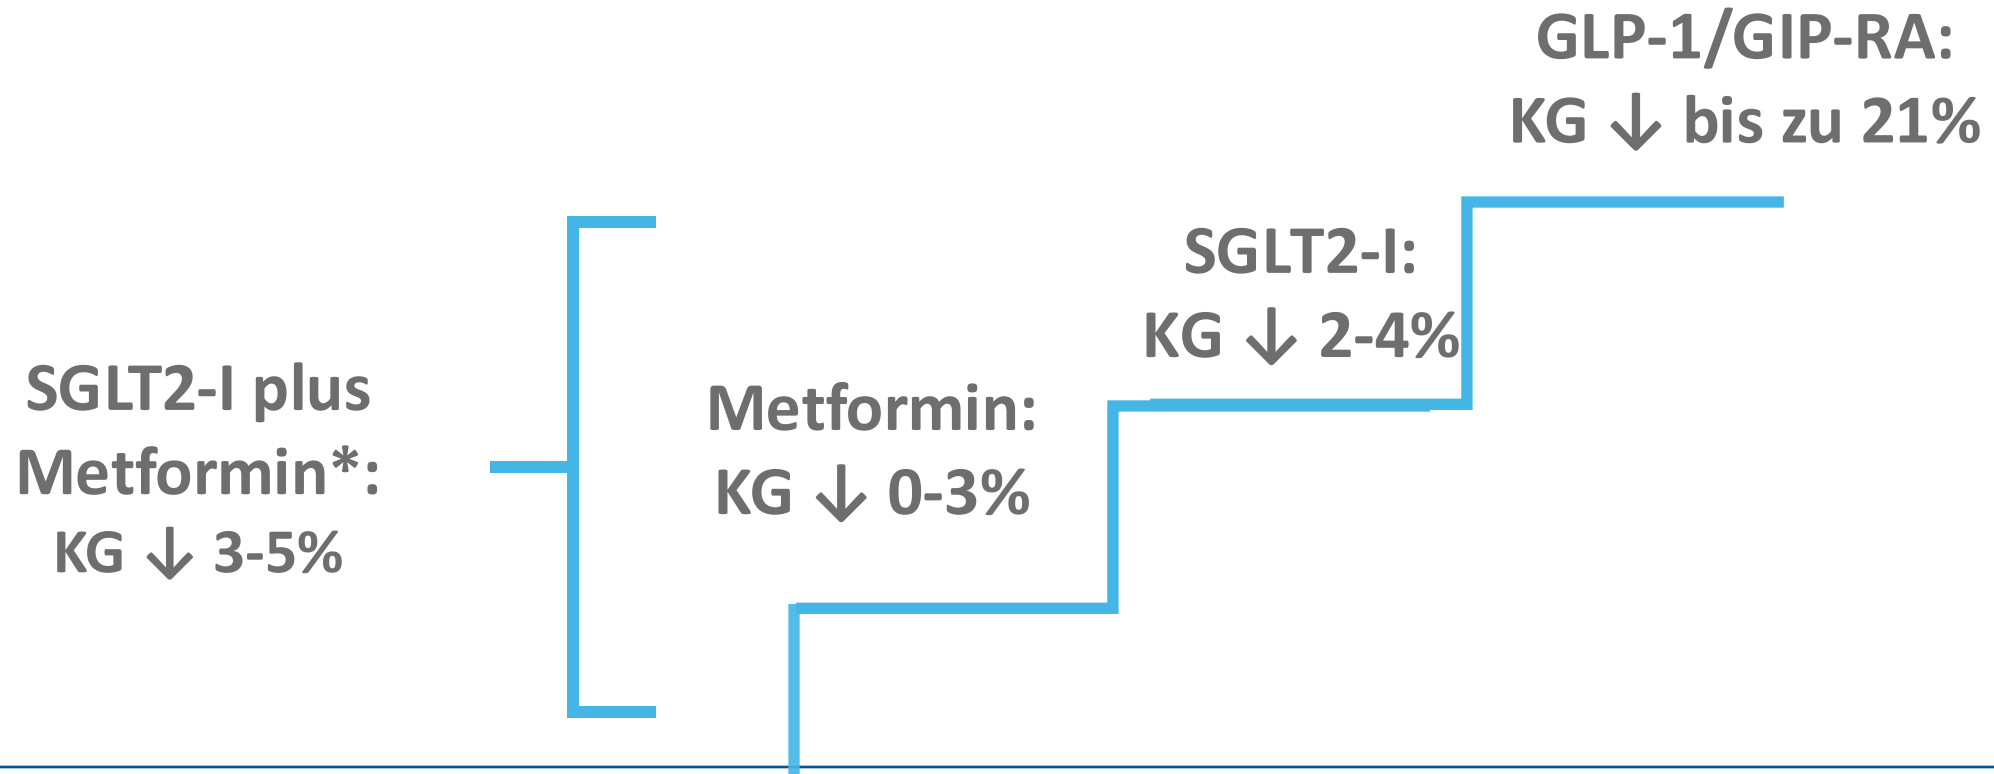 GLP-1/GIP-RA:
KG ↓ bis zu 21%
SGLT2-I:
KG ↓ 2-4%
SGLT2-I plus
Metformin*:
KG ↓ 3-5%
Metformin:
KG ↓ 0-3%